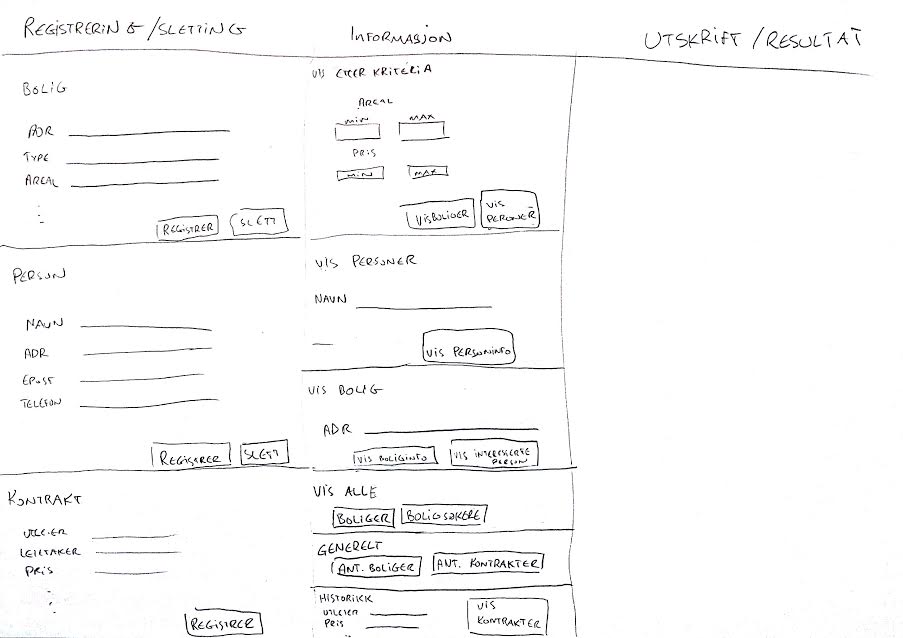 REGISTRERING/SLETTING
BOLIG
ADR
TYPE
AREAL
REGISTRER SLETT
PERSON
NAVN
ADR
EPOST
TELEFON
REGISTRER SLETT
KONTRAKT
UTLEIER
LEIETAKER
PRIS
REGISTRER
INFORMASJON
VIS ETTER KRITERIA
AREAL
MIN MAX
PRIS
MIN MAX
VIS BOLIGER VIS
PERSONER
VIS PERSONER
NAVN
VIS PERSONINFO
VIS BOLIG
ADR
VIS BOLIGINFO VIS INTERESSERTE
PERSON
VIS ALLE
BOLIGER BOLIGSØKERE
GENERELT
ANT. BOLIGER ANT. KONTRAKTER
HISTORIKK
UTLEIER
PRIS
VIS
KONTRAKTER
UTSKRIFT/RESULTAT